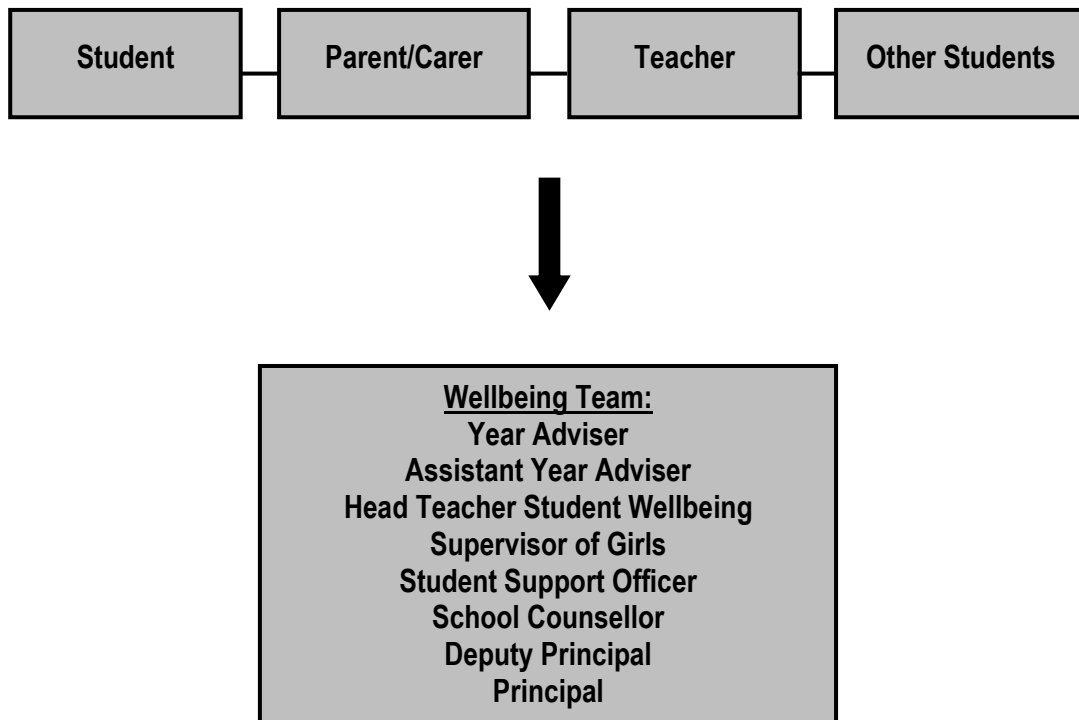 Student
Parent/Carer
Teacher
Other Students
Wellbeing Team:
Year Adviser
Assistant Year Adviser
Head Teacher Student Wellbeing
Supervisor of Girls
Student Support Officer
School Counsellor
Deputy Principal
Principal